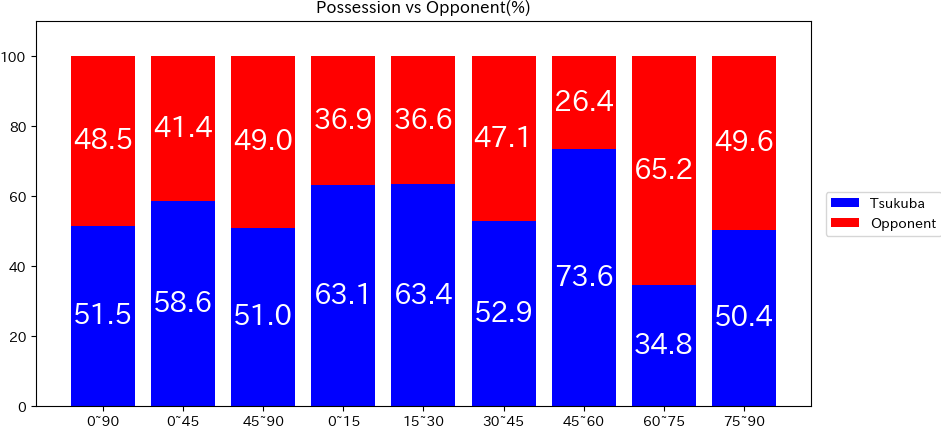 Possession vs Opponent(%)
100
80
60
40
20
0
48.5 41.4 49.0 36.9 36.6 47.1 26.4 65.2 49.6
51.5 58.6 51.0 63.1 63.4 52.9 73.6 34.8 50.4
0~90 0~45 45~90 0~15 15~30 30~45 45~60 60~75 75~90
Tsukuba
Opponent